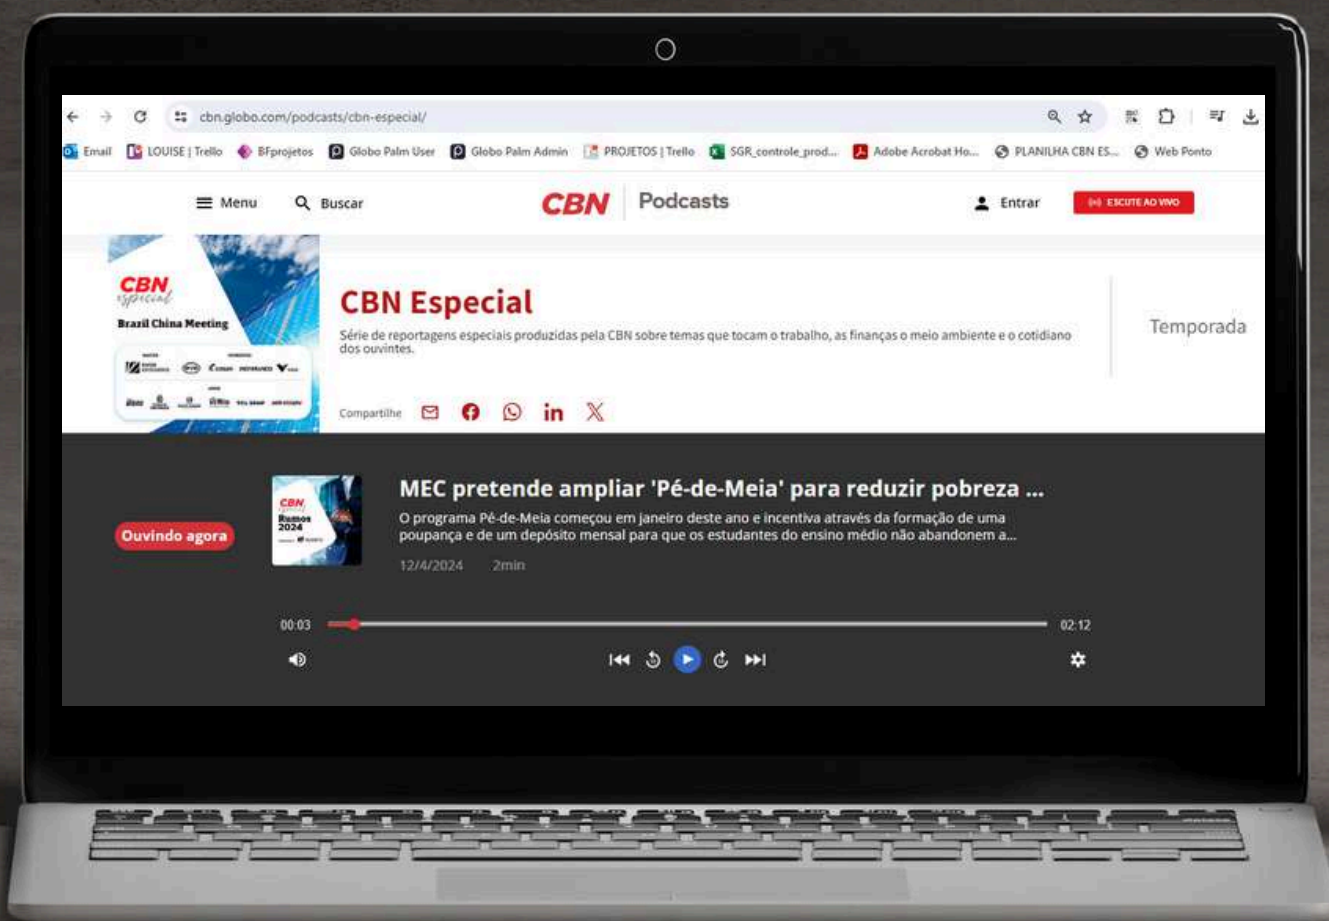 cbn.globo.com/podcasts/cbn-especial/
Email LOUISE | Trello BFprojetos Globo Palm User Globo Palm Admin PROJETOS | Trello SGR_controle_prod... Adobe Acrobat Ho... PLANILHA CBN ES... Web Ponto
Menu Buscar CBN Podcasts Entrar ESCUTE AO VIVO
CBN
especial
Brazil China Meeting
CBN Especial
Série de reportagens especiais produzidas pela CBN sobre temas que tocam o trabalho, as finanças o meio ambiente e o cotidiano
dos ouvintes.
Temporada
Compartilhe
Ouvindo agora
CBN
especial
Rumos
2024
MEC pretende ampliar 'Pé-de-Meia' para reduzir pobreza ...
O programa Pé-de-Meia começou em janeiro deste ano e incentiva através da formação de uma
poupança e de um depósito mensal para que os estudantes do ensino médio não abandonem a...
12/4/2024 2min
00:03 02:12